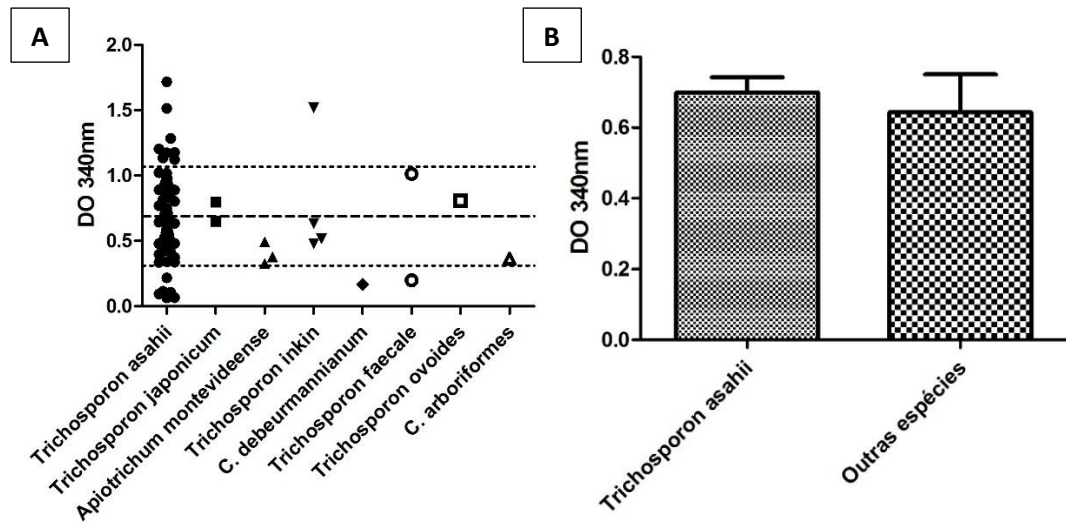 A
DO 340nm
2.0
1.5
1.0
0.5
0.0
Trichosporon asahii
Trichosporon japonicum
Apiotrichum montevideense
Trichosporon inkin
C. debeurmannianum
Trichosporon faecale
Trichosporon ovoides
C. arboriformes
B
DO 340nm
0.8
0.6
0.4
0.2
0.0
Trichosporon asahii
Outras espécies